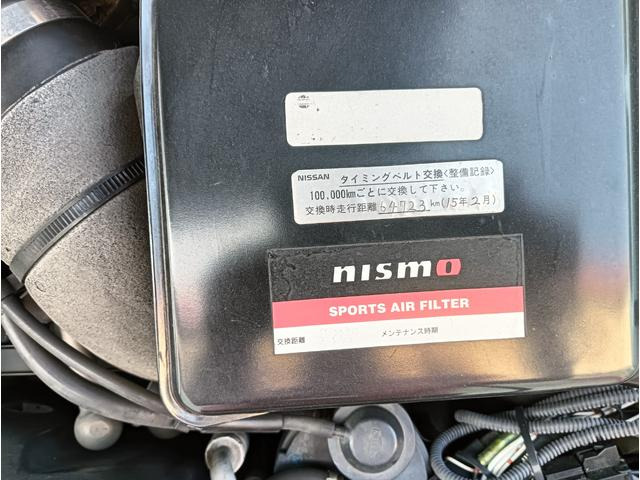 NISSAN タイミングベルト交換<整備記録>
100,000kmごとに交換して下さい。
交換時走行距離 64723 km (15年2月)
nismo
SPORTS AIR FILTER
交換距離 メンテナンス時期